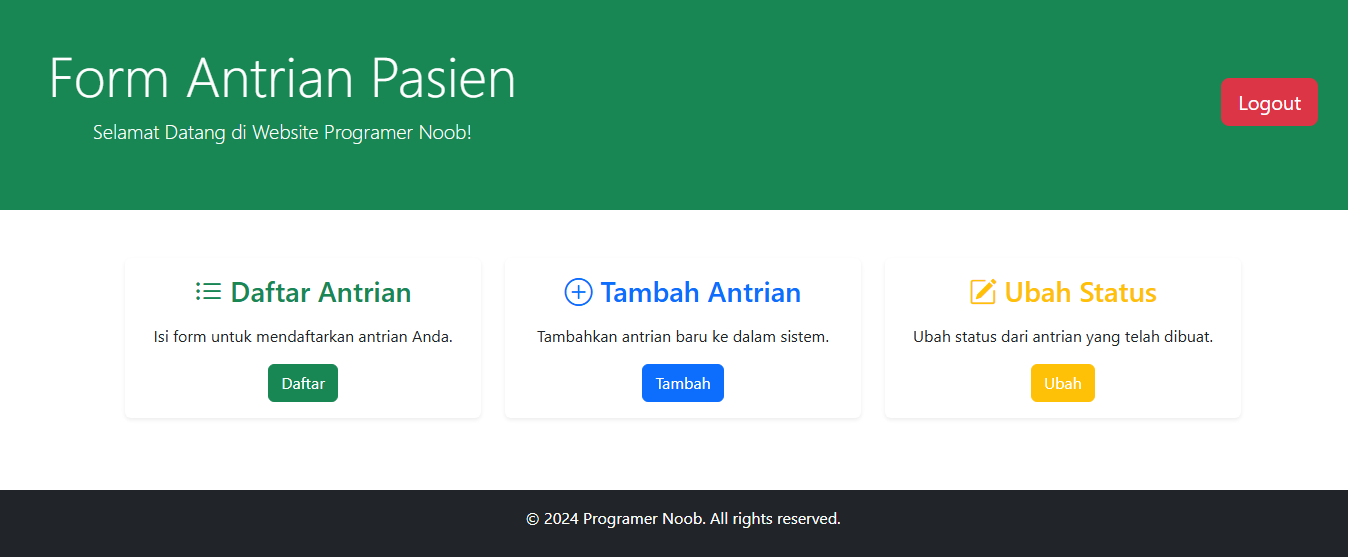 Form Antrian Pasien
Selamat Datang di Website Programer Noob!
Logout
Daftar Antrian
Isi form untuk mendaftarkan antrian Anda.
Daftar
Tambah Antrian
Tambahkan antrian baru ke dalam sistem.
Tambah
Ubah Status
Ubah status dari antrian yang telah dibuat.
Ubah
© 2024 Programer Noob. All rights reserved.